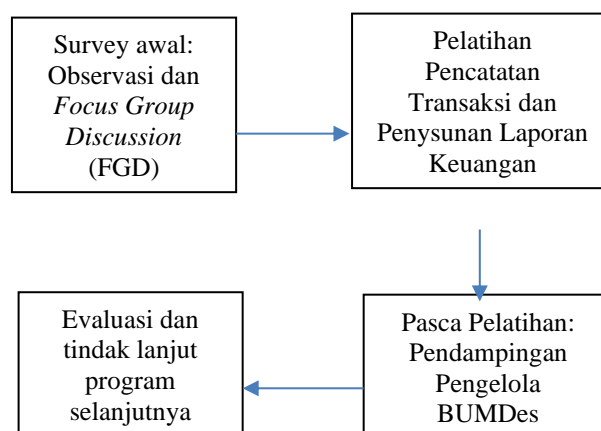 Survey awal:
Observasi dan
Focus Group
Discussion
(FGD)
Pelatihan
Pencatatan
Transaksi dan
Penysunan Laporan
Keuangan
Pasca Pelatihan:
Pendampingan
Pengelola
BUMDes
Evaluasi dan
tindak lanjut
program
selanjutnya